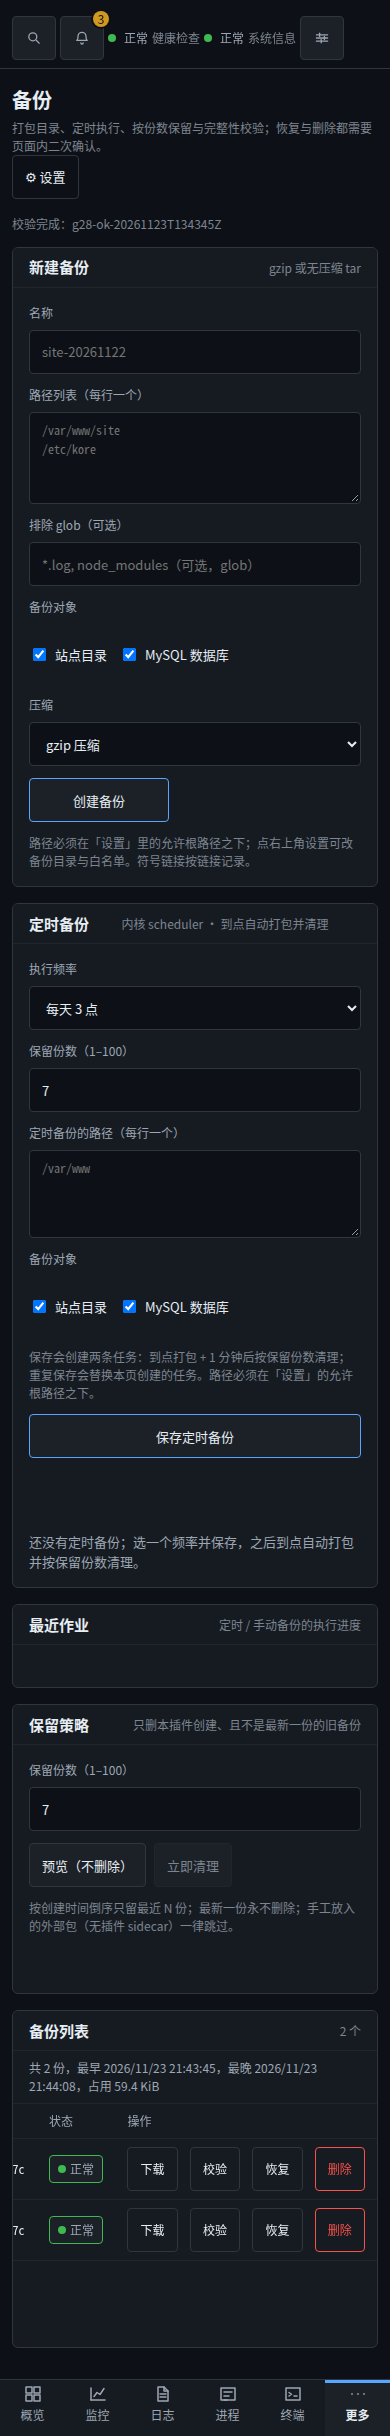 3
正常 健康检查 正常 系统信息
备份
打包目录、定时执行、按份数保留与完整性校验；恢复与删除都需要
页面内二次确认。
⚙ 设置
校验完成：g28-ok-20261123T134345Z
新建备份 gzip 或无压缩 tar
名称
site-20261122
路径列表（每行一个）
/var/www/site
/etc/kore
排除 glob（可选）
*.log, node_modules（可选，glob）
备份对象
站点目录 MySQL 数据库
压缩
gzip 压缩
创建备份
路径必须在「设置」里的允许根路径之下；点右上角设置可改
备份目录与白名单。符号链接按链接记录。
定时备份 内核 scheduler · 到点自动打包并清理
执行频率
每天 3 点
保留份数（1–100）
7
定时备份的路径（每行一个）
/var/www
备份对象
站点目录 MySQL 数据库
保存会创建两条任务：到点打包 + 1 分钟后按保留份数清理；
重复保存会替换本页创建的任务。路径必须在「设置」的允许
根路径之下。
保存定时备份
还没有定时备份；选一个频率并保存，之后到点自动打包
并按保留份数清理。
最近作业 定时 / 手动备份的执行进度
保留策略 只删本插件创建、且不是最新一份的旧备份
保留份数（1–100）
7
预览（不删除） 立即清理
按创建时间倒序只留最近 N 份；最新一份永不删除；手工放入
的外部包（无插件 sidecar）一律跳过。
备份列表 2 个
共 2 份，最早 2026/11/23 21:43:45，最晚 2026/11/23
21:44:08，占用 59.4 KiB
状态 操作
7c 正常 下载 校验 恢复 删除
7c 正常 下载 校验 恢复 删除
概览 监控 日志 进程 终端 更多